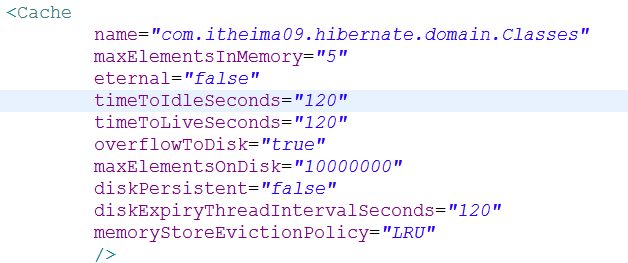 <Cache
name="com.itheima09.hibernate.domain.Classes"
maxElementsInMemory="5"
eternal="false"
timeToIdleSeconds="120"
timeToLiveSeconds="120"
overflowToDisk="true"
maxElementsOnDisk="10000000"
diskPersistent="false"
diskExpiryThreadIntervalSeconds="120"
memoryStoreEvictionPolicy="LRU"
/>